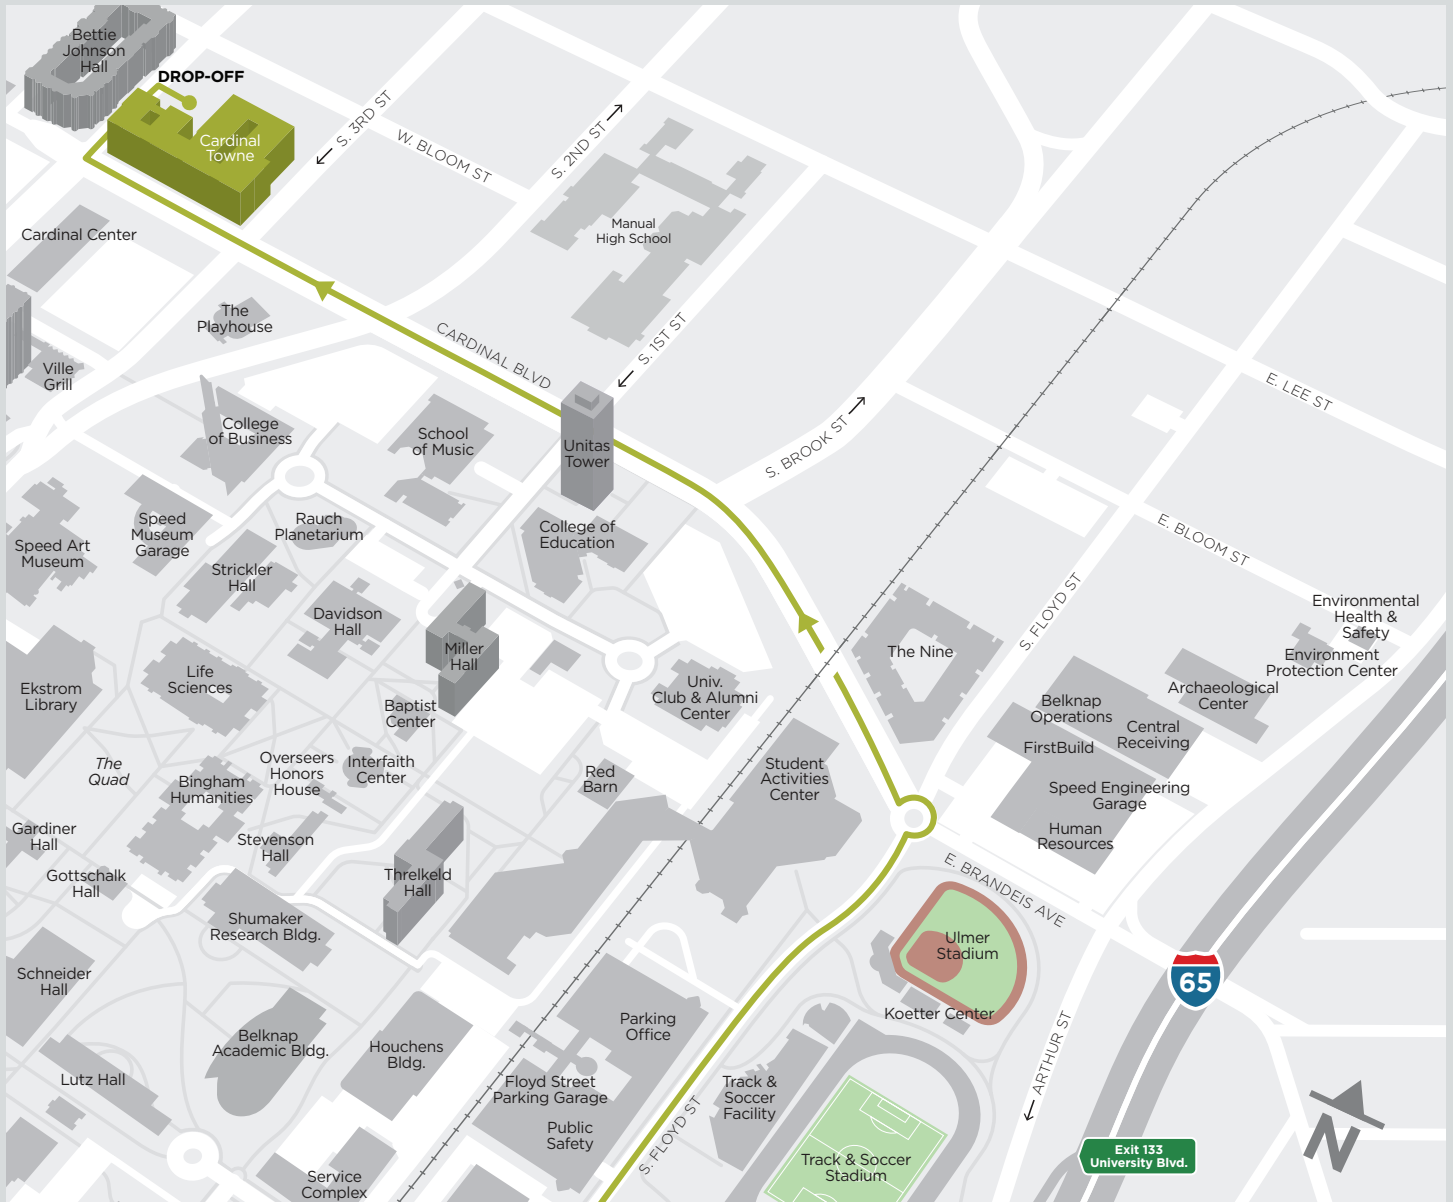 Bettie
Johnson
Hall
DROP-OFF
Cardinal
Towne
S. 3RD ST
W. BLOOM ST
S. 2ND ST
Manual
High School
Cardinal Center
The
Playhouse
CARDINAL BLVD
S. 1ST ST
Ville
Grill
E. LEE ST
College
of Business
School
of Music
Unitas
Tower
S. BROOK ST
Speed Art
Museum
Speed
Museum
Garage
Rauch
Planetarium
College of
Education
E. BLOOM ST
Strickler
Hall
Davidson
Hall
Miller
Hall
The Nine
S. FLOYD ST
Environmental
Health &
Safety
Environment
Protection Center
Archaeological
Center
Ekstrom
Library
Life
Sciences
Baptist
Center
Univ.
Club & Alumni
Center
Belknap
Operations
Central
Receiving
FirstBuild
The
Quad
Bingham
Humanities
Overseers
Honors
House
Interfaith
Center
Red
Barn
Student
Activities
Center
Speed Engineering
Garage
Human
Resources
Gardiner
Hall
Stevenson
Hall
Gottschalk
Hall
Threlkeld
Hall
E. BRANDEIS AVE
Shumaker
Research Bldg.
Ulmer
Stadium
Schneider
Hall
65
Koetter Center
Parking
Office
Belknap
Academic Bldg.
Houchens
Bldg.
ARTHUR ST
Lutz Hall
Floyd Street
Parking Garage
Public
Safety
Track &
Soccer
Facility
S. FLOYD ST
Track & Soccer
Stadium
Exit 133
University Blvd.
N
Service
Complex